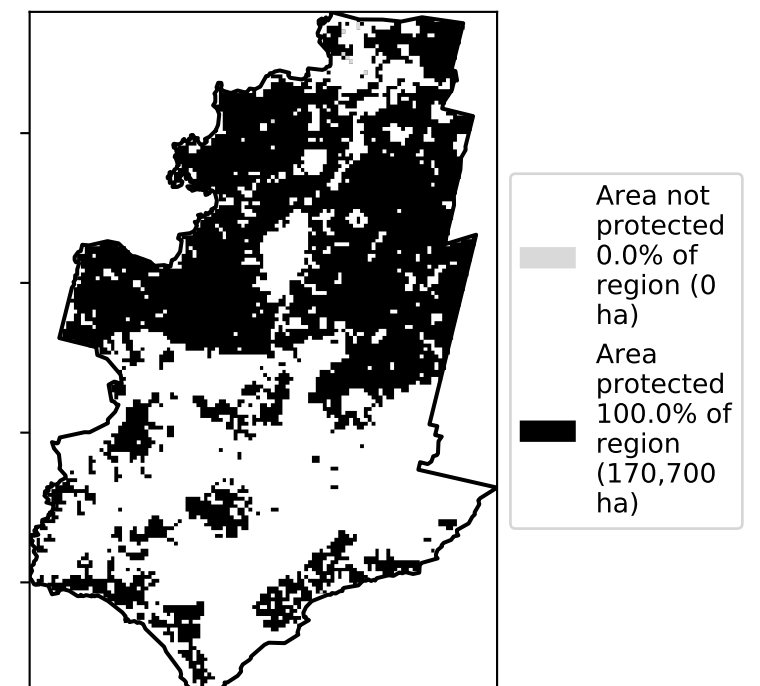 Area not
protected
0.0% of
region (0
ha)
Area
protected
100.0% of
region
(170,700
ha)